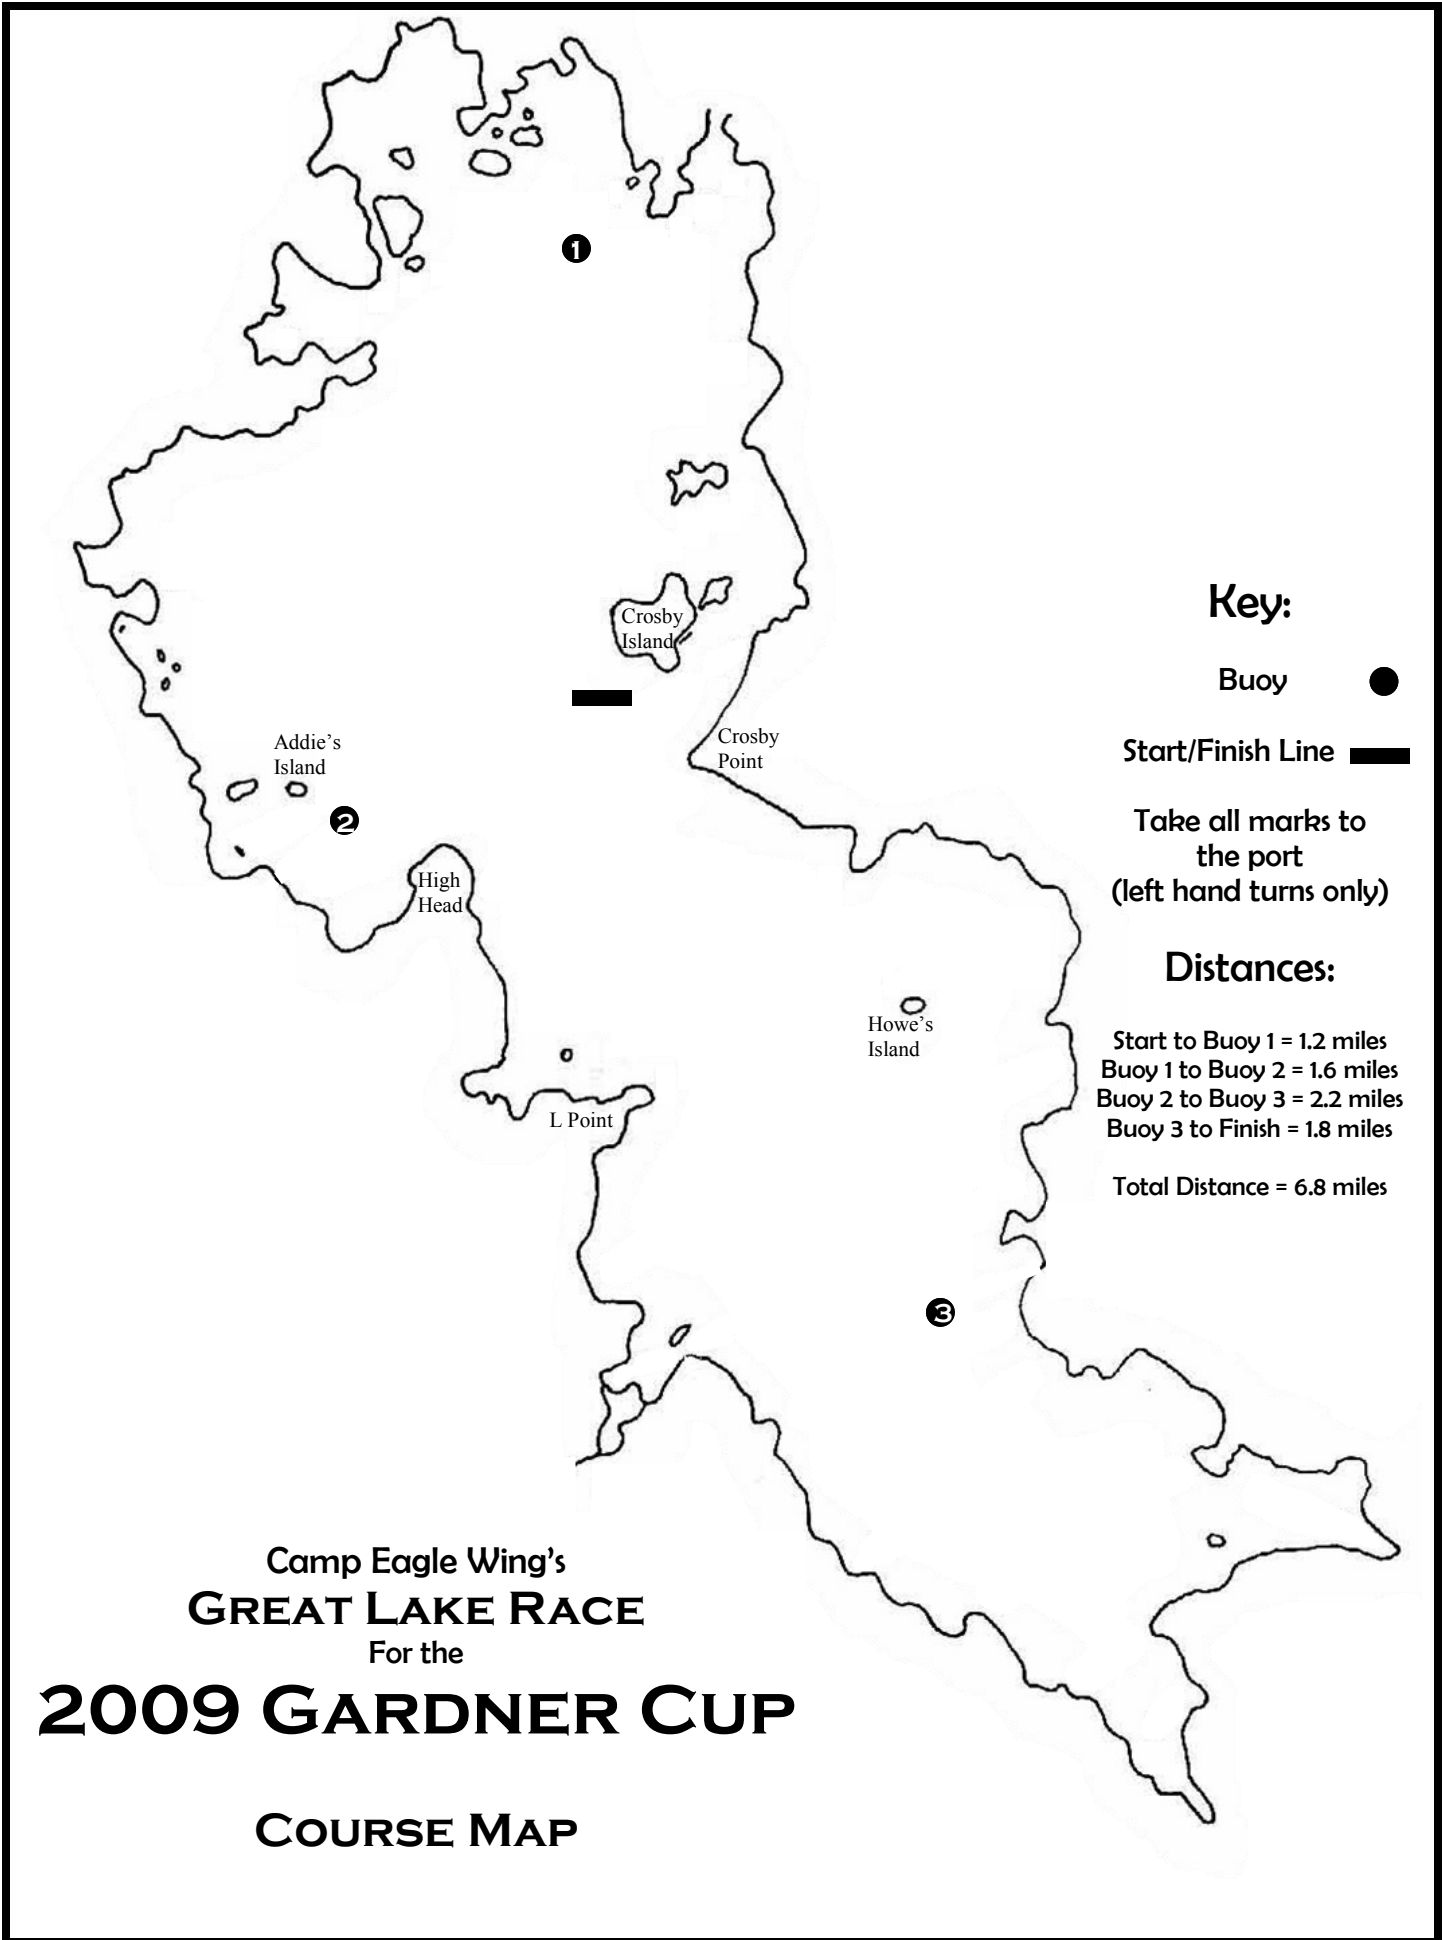 1
Crosby
Island
Crosby
Point
Addie's
Island
2
High
Head
Howe's
Island
L Point
3
Key:
Buoy
Start/Finish Line
Take all marks to
the port
(left hand turns only)
Distances:
Start to Buoy 1 = 1.2 miles
Buoy 1 to Buoy 2 = 1.6 miles
Buoy 2 to Buoy 3 = 2.2 miles
Buoy 3 to Finish = 1.8 miles
Total Distance = 6.8 miles
Camp Eagle Wing's
Great Lake Race
For the
2009 Gardner Cup
Course Map